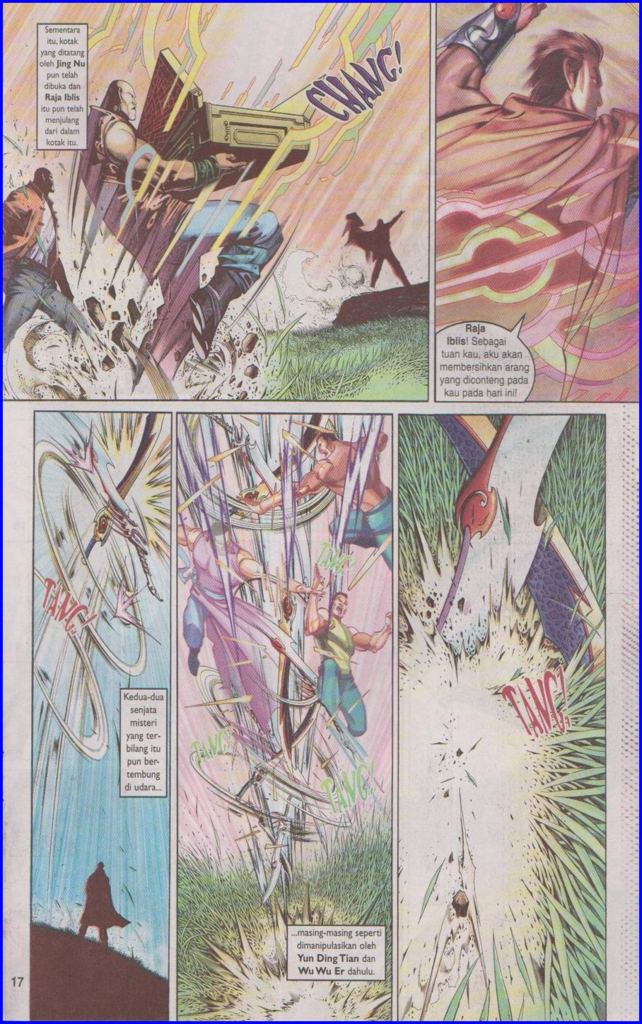 Sementara
itu, kotak
yang ditatang
oleh Jing Nu
pun telah
dibuka dan
Raja Iblis
itu pun telah
menjulang
dari dalam
kotak itu.
CHANG!
Raja
Iblis! Sebagai
tuan kau, aku akan
membersihkan arang
yang diconteng pada
kau pada hari ini!
TANG!
Kedua-dua
senjata
misteri
yang ter-
bilang itu
pun ber-
tembung
di udara...
TANG!
TANG!
TANG!
...masing-masing seperti
dimanipulasikan oleh
Yun Ding Tian dan
Wu Wu Er dahulu.
TANG!
17